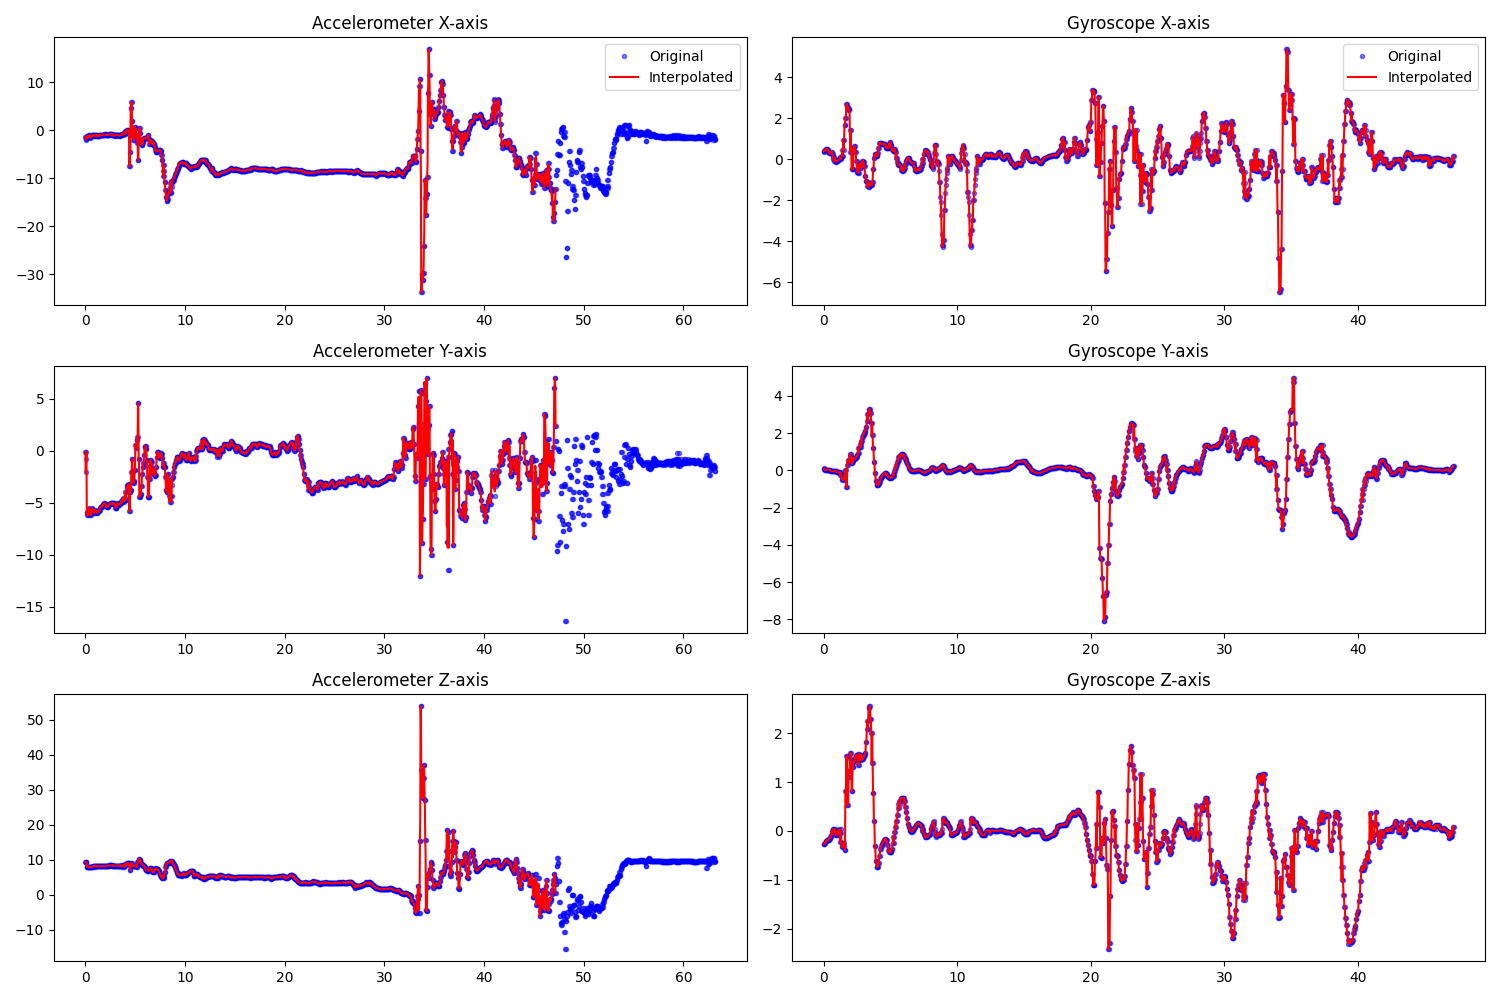 Accelerometer X-axis
10
0
−10
−20
−30
Original
Interpolated
0 10 20 30 40 50 60
Gyroscope X-axis
4
2
0
−2
−4
−6
Original
Interpolated
0 10 20 30 40
Accelerometer Y-axis
5
0
−5
−10
−15
0 10 20 30 40 50 60
Gyroscope Y-axis
4
2
0
−2
−4
−6
−8
0 10 20 30 40
Accelerometer Z-axis
50
40
30
20
10
0
−10
0 10 20 30 40 50 60
Gyroscope Z-axis
2
1
0
−1
−2
0 10 20 30 40